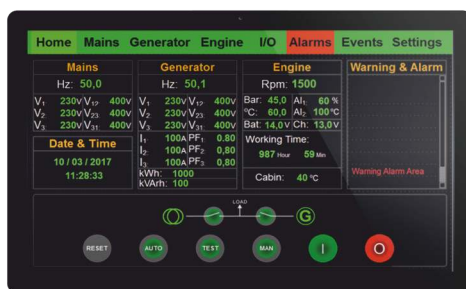 Home Mains Generator Engine I/O Alarms Events Settings
Mains
Hz: 50,0
V₁ 230v V₁₂ 400v
V₂ 230v V₂₃ 400v
V₃ 230v V₃₁ 400v
Date & Time
10 / 03 / 2017
11:28:33
Generator
Hz: 50,1
V₁ 230v V₁₂ 400v
V₂ 230v V₂₃ 400v
V₃ 230v V₃₁ 400v
I₁ 100A PF₁ 0.80
I₂ 100A PF₂ 0,80
I₃ 100A PF₃ 0,80
kWh: 1000
kVArh: 100
Engine
Rpm: 1500
Bar: 45,0 AI₁ 60 %
°C: 60,0 AI₂ 100 °C
Bat: 14,0 v Ch: 13,0 v
Working Time:
987 Hour 59 Min
Cabin: 40 °C
Warning & Alarm
Warning Alarm Area
LOAD
G
RESET
AUTO
TEST
MAN
I
O